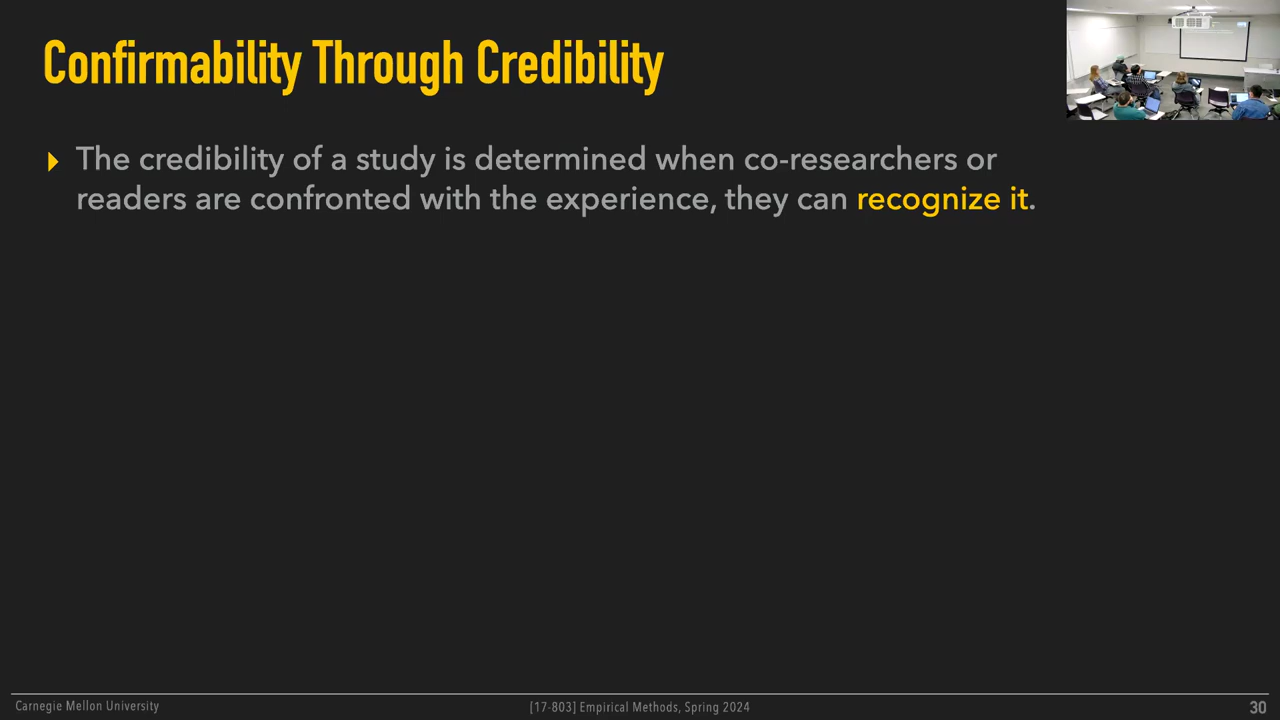 Confirmability Through Credibility
The credibility of a study is determined when co-researchers or
readers are confronted with the experience, they can recognize it.
Carnegie Mellon University
[17-803] Empirical Methods, Spring 2024
30